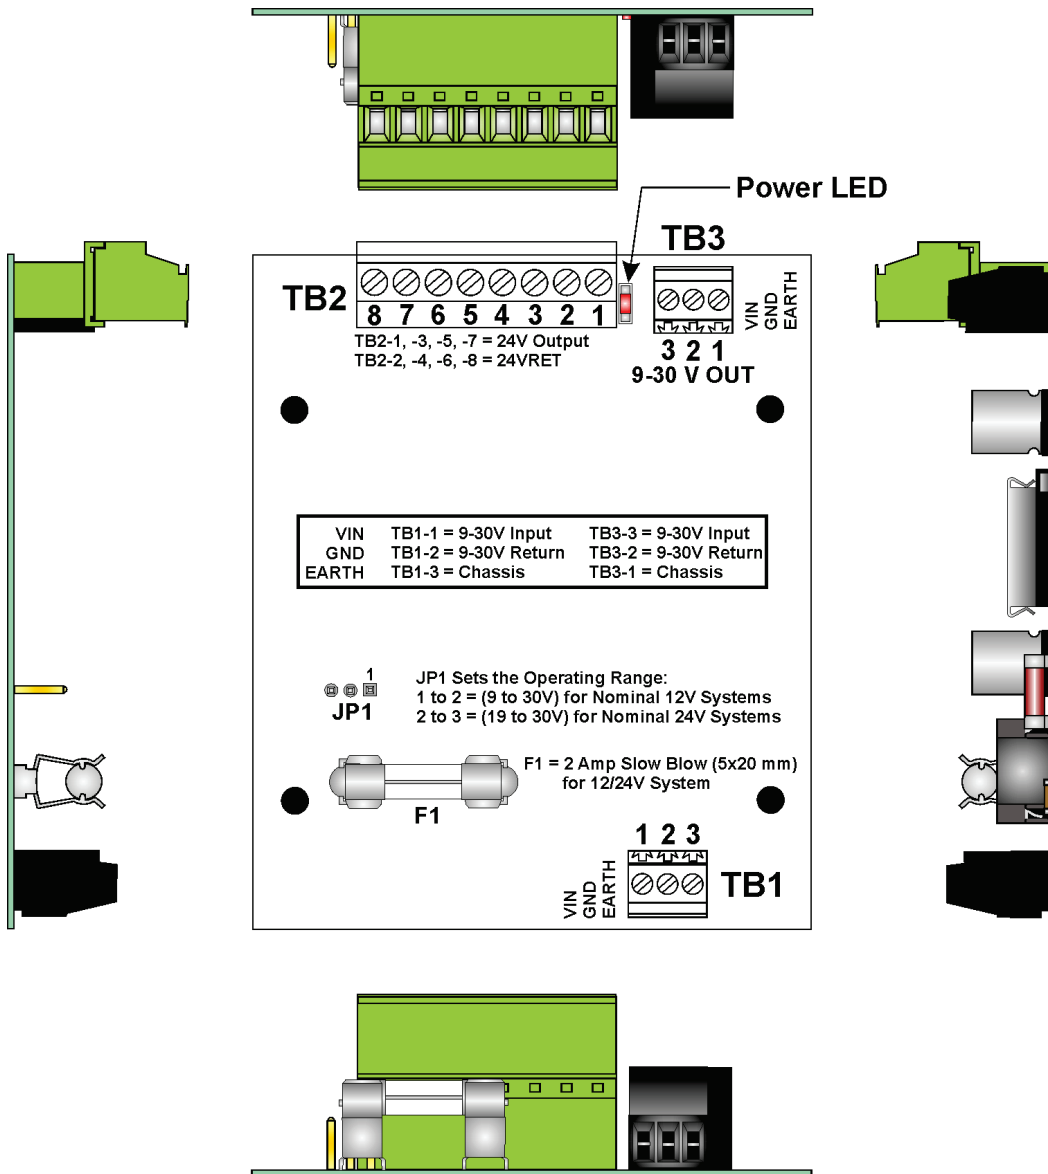 Power LED
TB3
TB2
8 7 6 5 4 3 2 1
VIN
GND
EARTH
TB2-1, -3, -5, -7 = 24V Output
TB2-2, -4, -6, -8 = 24VRET
3 2 1
9-30 V OUT
VIN TB1-1 = 9-30V Input TB3-3 = 9-30V Input
GND TB1-2 = 9-30V Return TB3-2 = 9-30V Return
EARTH TB1-3 = Chassis TB3-1 = Chassis
1
JP1
JP1 Sets the Operating Range:
1 to 2 = (9 to 30V) for Nominal 12V Systems
2 to 3 = (19 to 30V) for Nominal 24V Systems
F1 = 2 Amp Slow Blow (5x20 mm)
for 12/24V System
F1
1 2 3
VIN
GND
EARTH
TB1